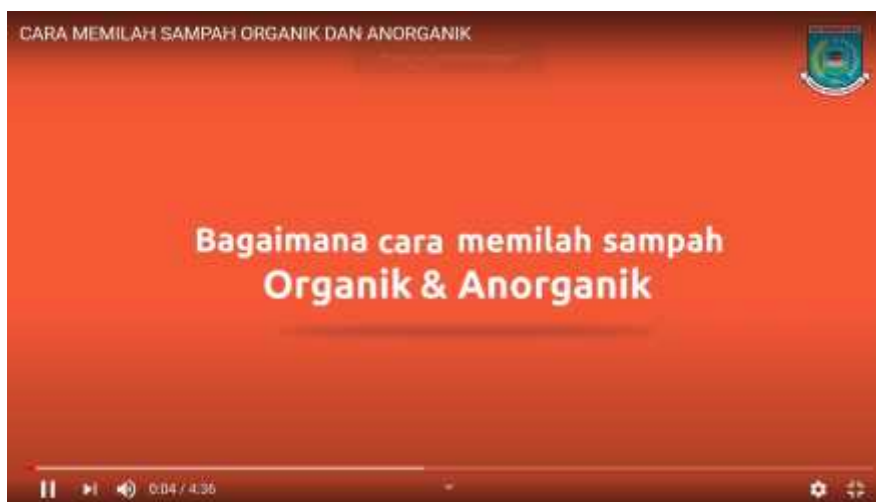 CARA MEMILAH SAMPAH ORGANIK DAN ANORGANIK
Bagaimana cara memilah sampah
Organik & Anorganik
0:04 / 4:36